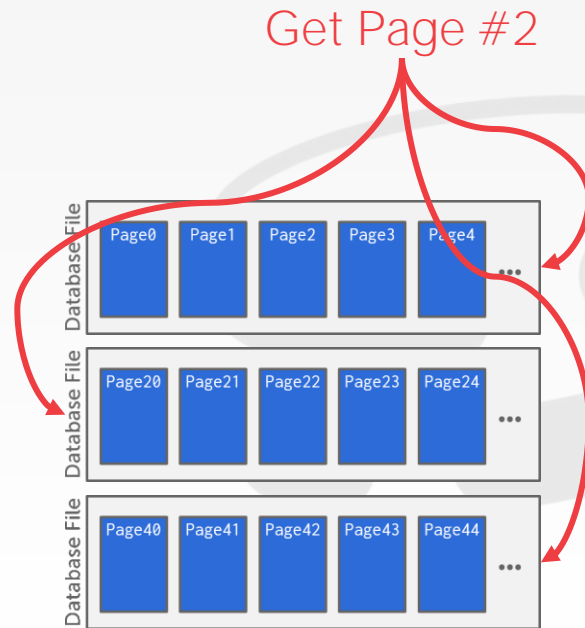 Get Page #2
Database File
Page0 Page1 Page2 Page3 Page4
...
Database File
Page20 Page21 Page22 Page23 Page24
...
Database File
Page40 Page41 Page42 Page43 Page44
...